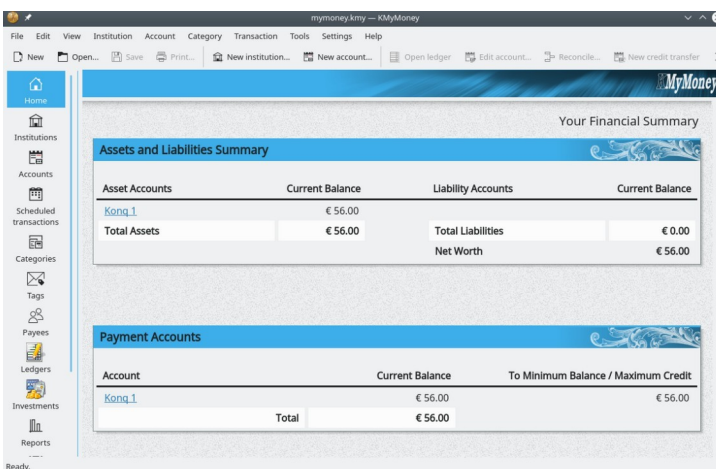 mymoney.kmy — KMyMoney
File Edit View Institution Account Category Transaction Tools Settings Help
New Open... Save Print... New institution... New account... Open ledger Edit account... Reconcile... New credit transfer
KMyMoney
Home
Your Financial Summary
Institutions
Assets and Liabilities Summary
Accounts
Asset Accounts Current Balance Liability Accounts Current Balance
Scheduled transactions
Konq 1 € 56.00
Total Assets € 56.00 Total Liabilities € 0.00
Categories
Net Worth € 56.00
Tags
Payees
Payment Accounts
Ledgers
Account Current Balance To Minimum Balance / Maximum Credit
Investments
Konq 1 € 56.00 € 56.00
Total € 56.00
Reports
Ready.